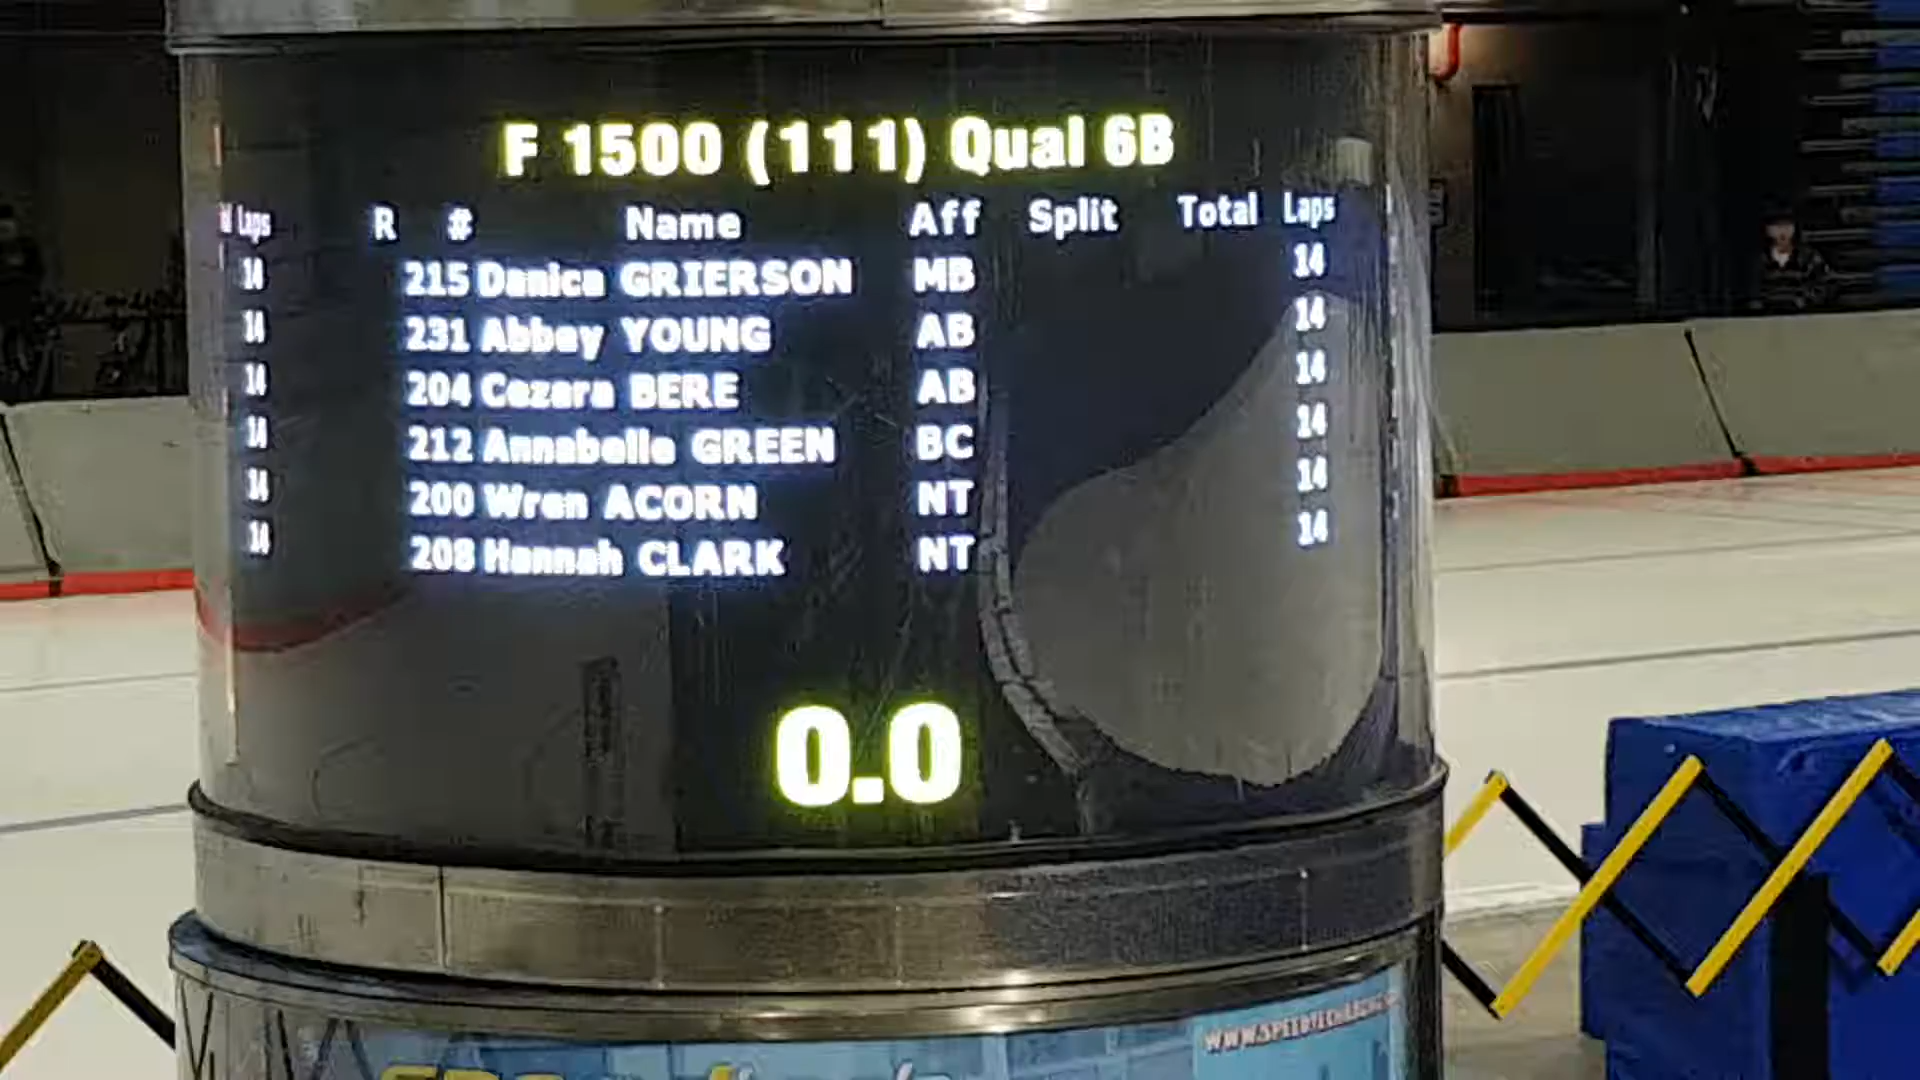 F 1500 (111) Qual 6B
Laps R # Name Aff Split Total Laps
14 215 Danica GRIERSON MB 14
14 231 Abbey YOUNG AB 14
14 204 Cezara BERE AB 14
14 212 Annabelle GREEN BC 14
14 200 Wren ACORN NT 14
14 208 Hannah CLARK NT 14
0.0